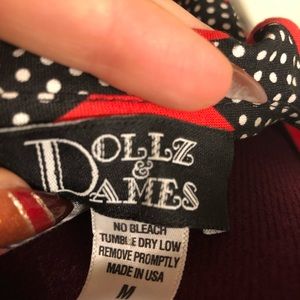 DOLLZ
&
DAMES
NO BLEACH
TUMBLE DRY LOW
REMOVE PROMPTLY
MADE IN USA
M